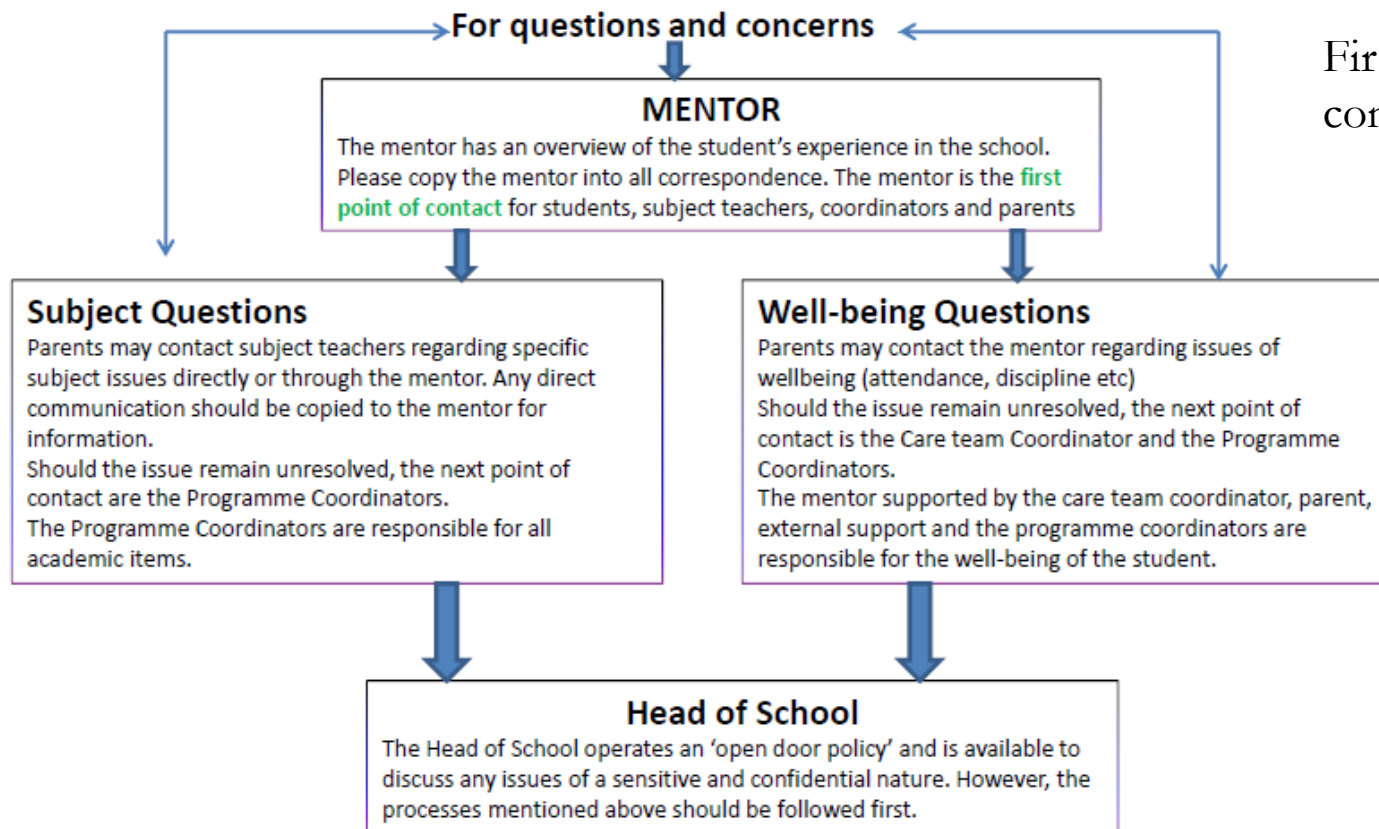 For questions and concerns
MENTOR
The mentor has an overview of the student's experience in the school.
Please copy the mentor into all correspondence. The mentor is the first
point of contact for students, subject teachers, coordinators and parents
Subject Questions
Parents may contact subject teachers regarding specific
subject issues directly or through the mentor. Any direct
communication should be copied to the mentor for
information.
Should the issue remain unresolved, the next point of
contact are the Programme Coordinators.
The Programme Coordinators are responsible for all
academic items.
Well-being Questions
Parents may contact the mentor regarding issues of
wellbeing (attendance, discipline etc)
Should the issue remain unresolved, the next point of
contact is the Care team Coordinator and the Programme
Coordinators.
The mentor supported by the care team coordinator, parent,
external support and the programme coordinators are
responsible for the well-being of the student.
Head of School
The Head of School operates an 'open door policy' and is available to
discuss any issues of a sensitive and confidential nature. However, the
processes mentioned above should be followed first.